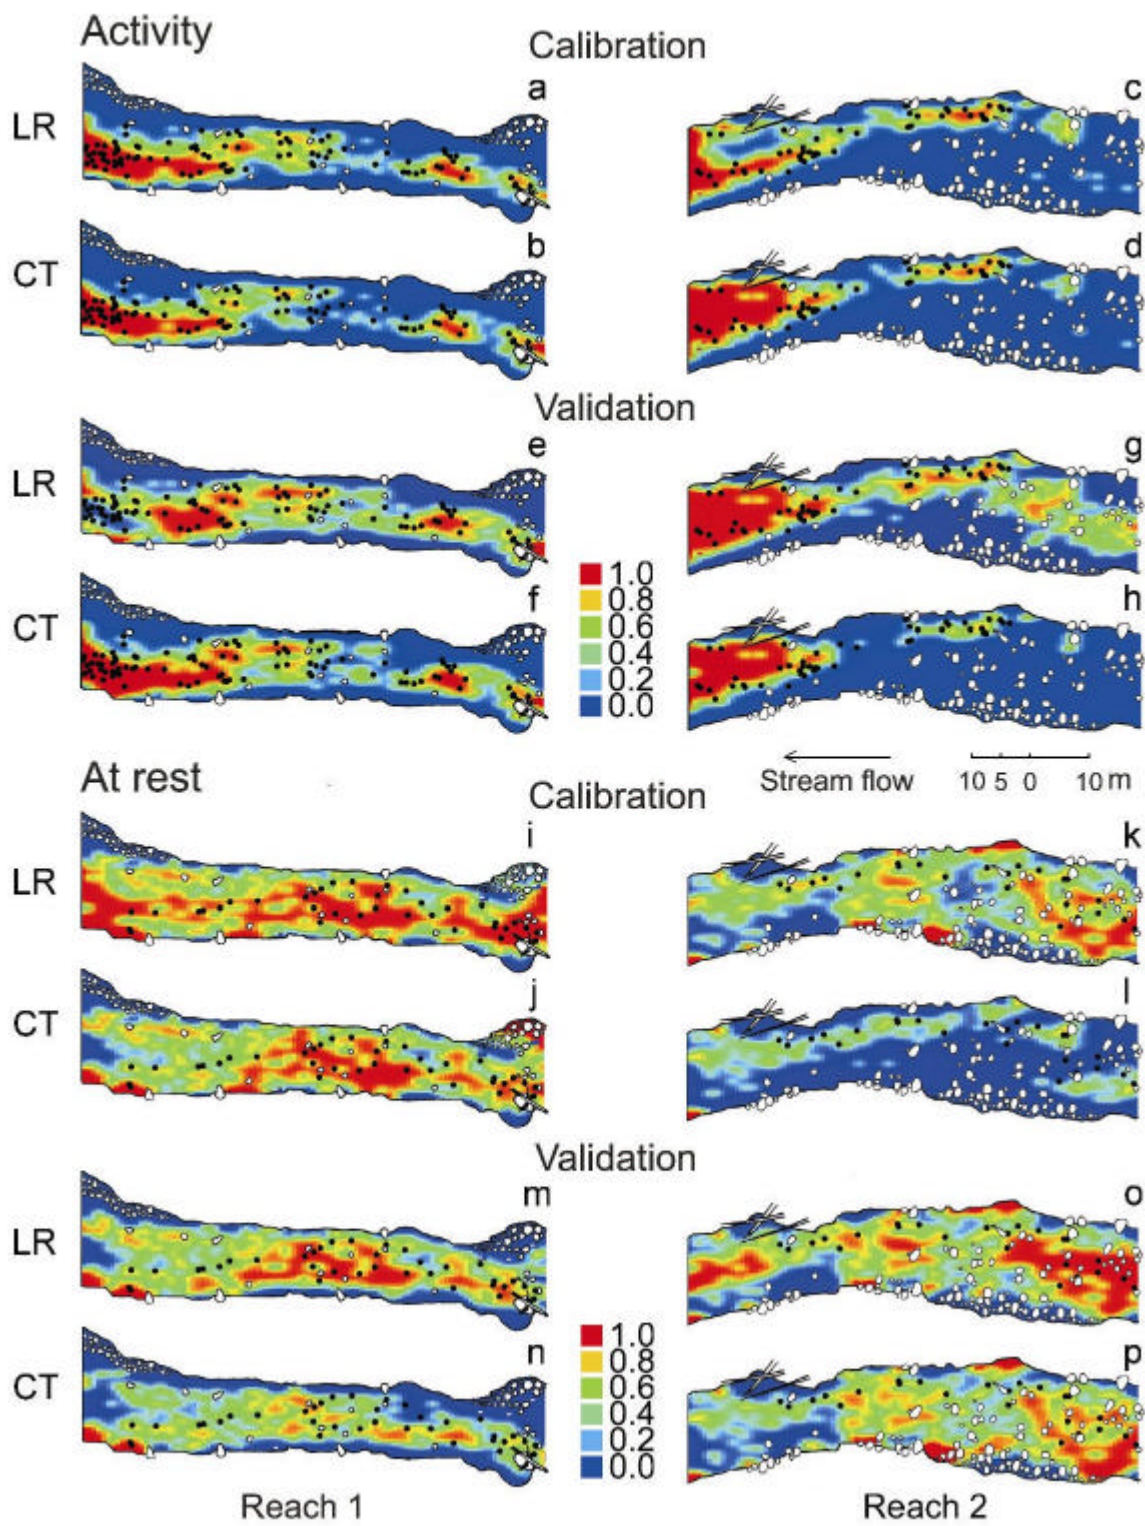 Activity
Calibration
LR a c
CT b d
Validation
LR e g
1.0
0.8
0.6
0.4
0.2
0.0
CT f h
Stream flow 10 5 0 10 m
At rest
Calibration
LR i k
CT j l
Validation
LR m o
CT n p
1.0
0.8
0.6
0.4
0.2
0.0
Reach 1 Reach 2